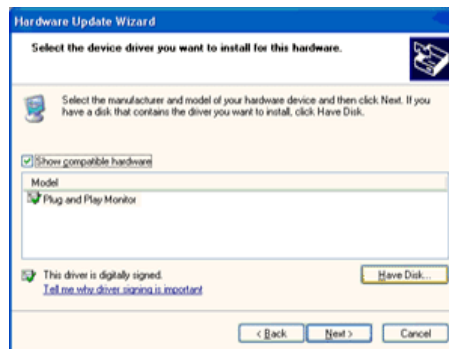 Hardware Update Wizard
Select the device driver you want to install for this hardware.
Select the manufacturer and model of your hardware device and then click Next. If you
have a disk that contains the driver you want to install, click Have Disk.
Show compatible hardware
Model
Plug and Play Monitor
This driver is digitally signed.
Have Disk...
Tell me why driver signing is important
< Back
Next >
Cancel